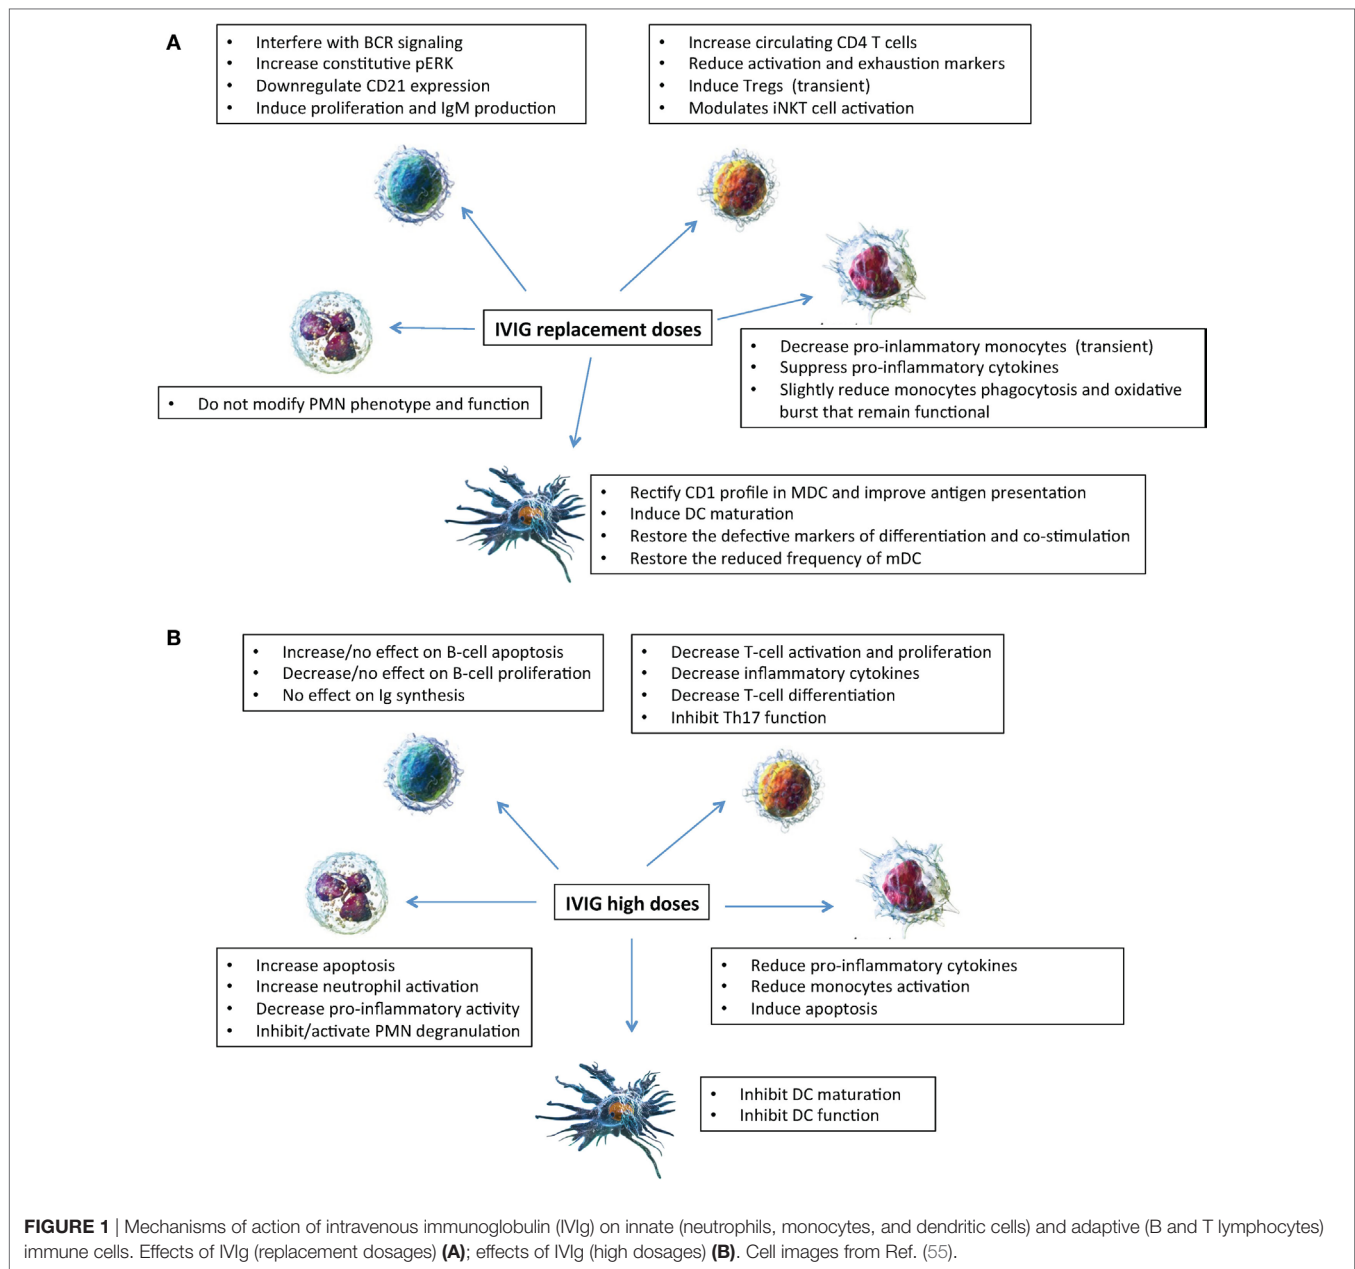 A
• Interfere with BCR signaling
• Increase constitutive pERK
• Downregulate CD21 expression
• Induce proliferation and IgM production
• Increase circulating CD4 T cells
• Reduce activation and exhaustion markers
• Induce Tregs (transient)
• Modulates iNKT cell activation
IVIG replacement doses
• Decrease pro-inlammatory monocytes (transient)
• Suppress pro-inflammatory cytokines
• Slightly reduce monocytes phagocytosis and oxidative
burst that remain functional
• Do not modify PMN phenotype and function
• Rectify CD1 profile in MDC and improve antigen presentation
• Induce DC maturation
• Restore the defective markers of differentiation and co-stimulation
• Restore the reduced frequency of mDC
B
• Increase/no effect on B-cell apoptosis
• Decrease/no effect on B-cell proliferation
• No effect on Ig synthesis
• Decrease T-cell activation and proliferation
• Decrease inflammatory cytokines
• Decrease T-cell differentiation
• Inhibit Th17 function
IVIG high doses
• Increase apoptosis
• Increase neutrophil activation
• Decrease pro-inflammatory activity
• Inhibit/activate PMN degranulation
• Reduce pro-inflammatory cytokines
• Reduce monocytes activation
• Induce apoptosis
• Inhibit DC maturation
• Inhibit DC function
FIGURE 1 | Mechanisms of action of intravenous immunoglobulin (IVIg) on innate (neutrophils, monocytes, and dendritic cells) and adaptive (B and T lymphocytes)
immune cells. Effects of IVIg (replacement dosages) (A); effects of IVIg (high dosages) (B). Cell images from Ref. (55).